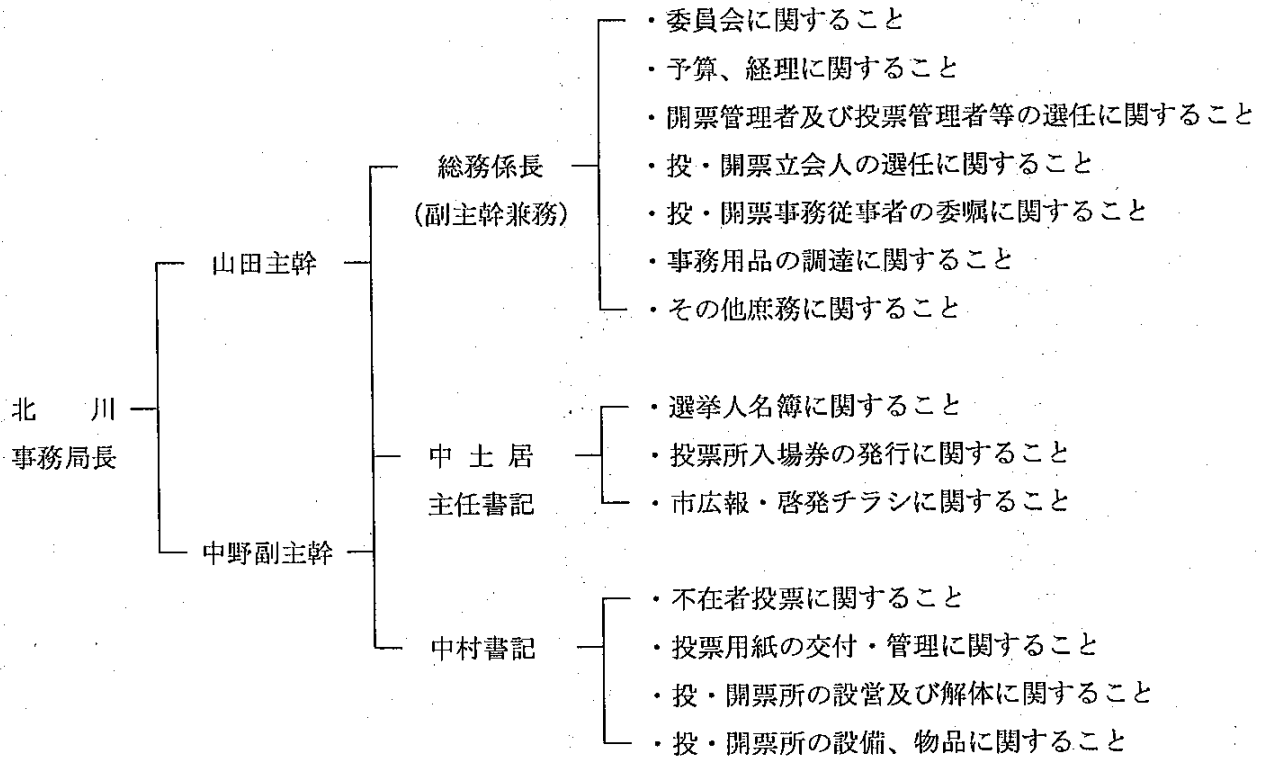 北　川
事務局長
山田主幹
中野副主幹
総務係長
(副主幹兼務)
・委員会に関すること
・予算、経理に関すること
・開票管理者及び投票管理者等の選任に関すること
・投・開票立会人の選任に関すること
・投・開票事務従事者の委嘱に関すること
・事務用品の調達に関すること
・その他庶務に関すること
中 土 居
主任書記
・選挙人名簿に関すること
・投票所入場券の発行に関すること
・市広報・啓発チラシに関すること
中村書記
・不在者投票に関すること
・投票用紙の交付・管理に関すること
・投・開票所の設営及び解体に関すること
・投・開票所の設備、物品に関すること